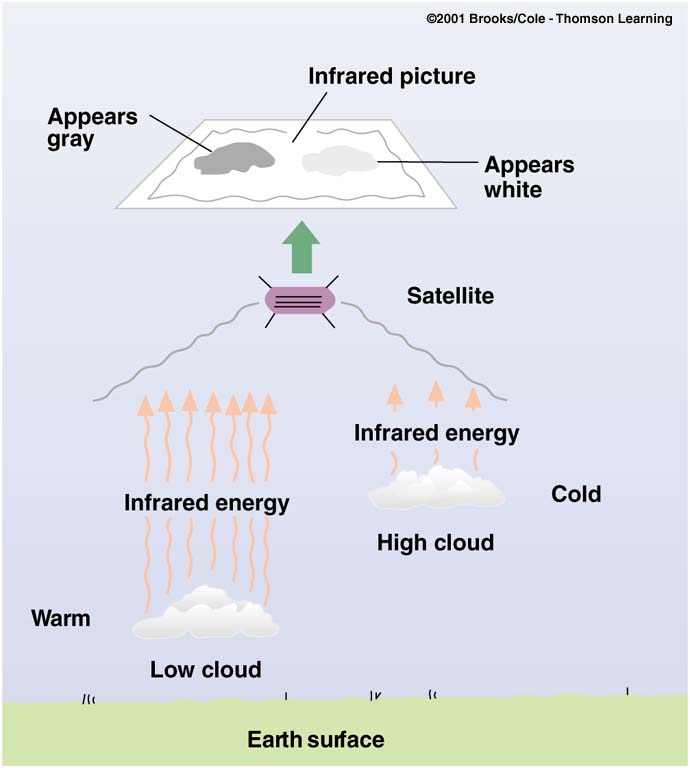 ©2001 Brooks/Cole - Thomson Learning
Infrared picture
Appears
gray
Appears
white
Satellite
Infrared energy
Cold
Infrared energy
High cloud
Warm
Low cloud
Earth surface